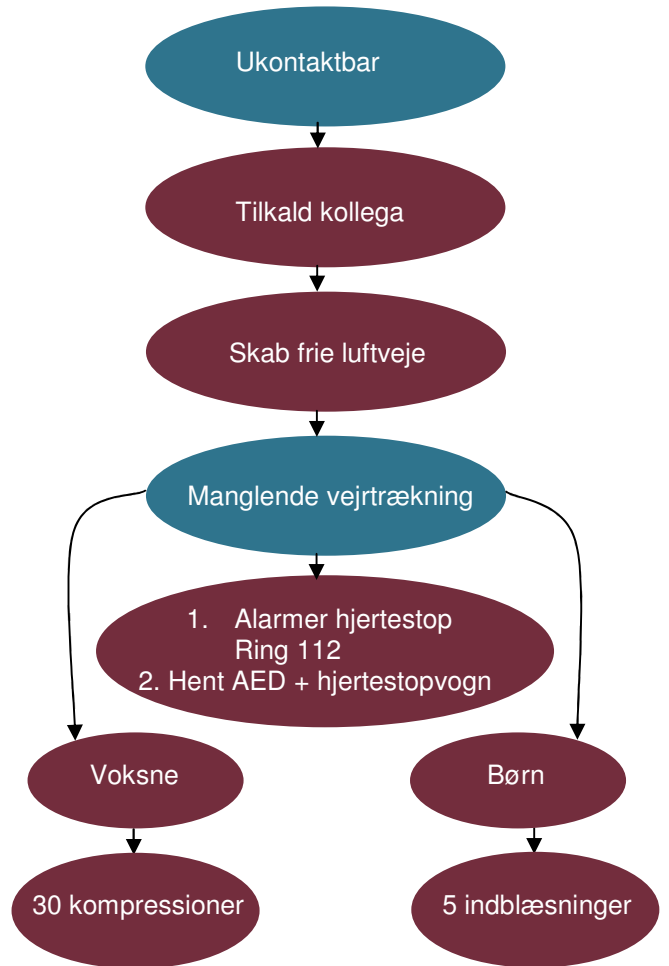 Ukontaktbar
Tilkald kollega
Skab frie luftveje
Manglende vejrtrækning
1. Alarmer hjertestop
Ring 112
2. Hent AED + hjertestopvogn
Voksne
Børn
30 kompressioner
5 indblæsninger